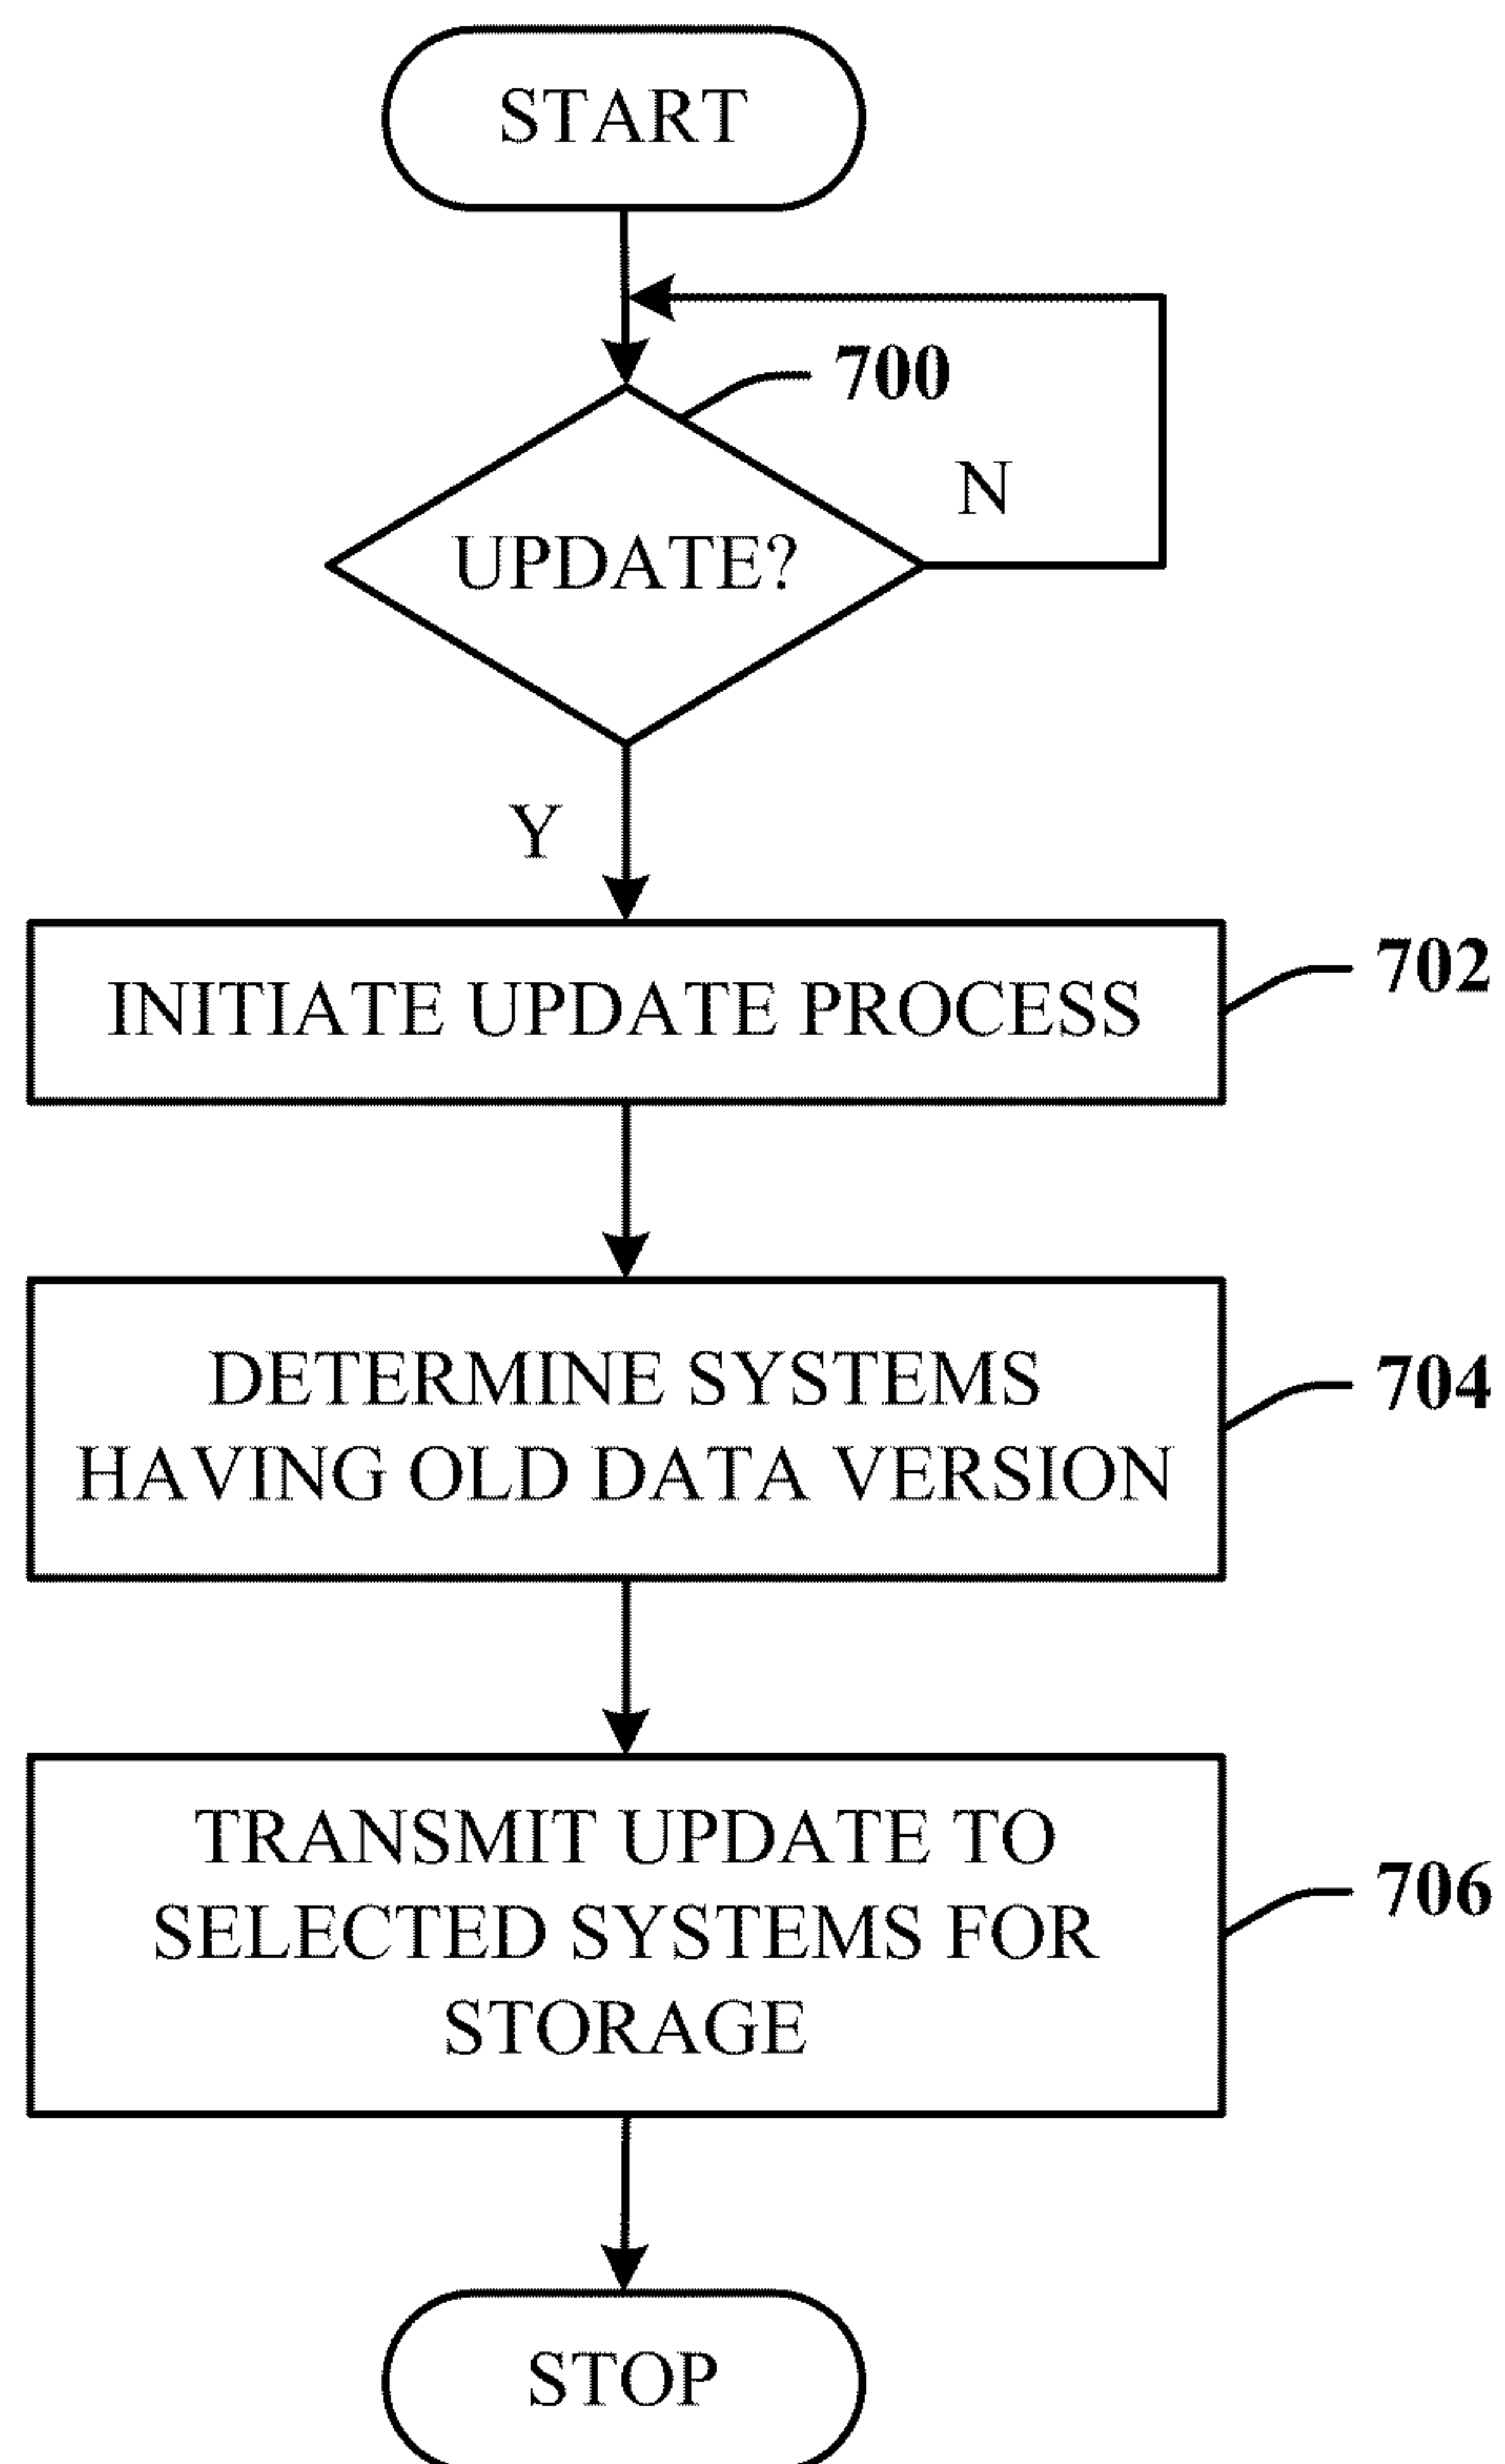 START
700
N
UPDATE?
Y
INITIATE UPDATE PROCESS
702
DETERMINE SYSTEMS
HAVING OLD DATA VERSION
704
TRANSMIT UPDATE TO
SELECTED SYSTEMS FOR
STORAGE
706
STOP